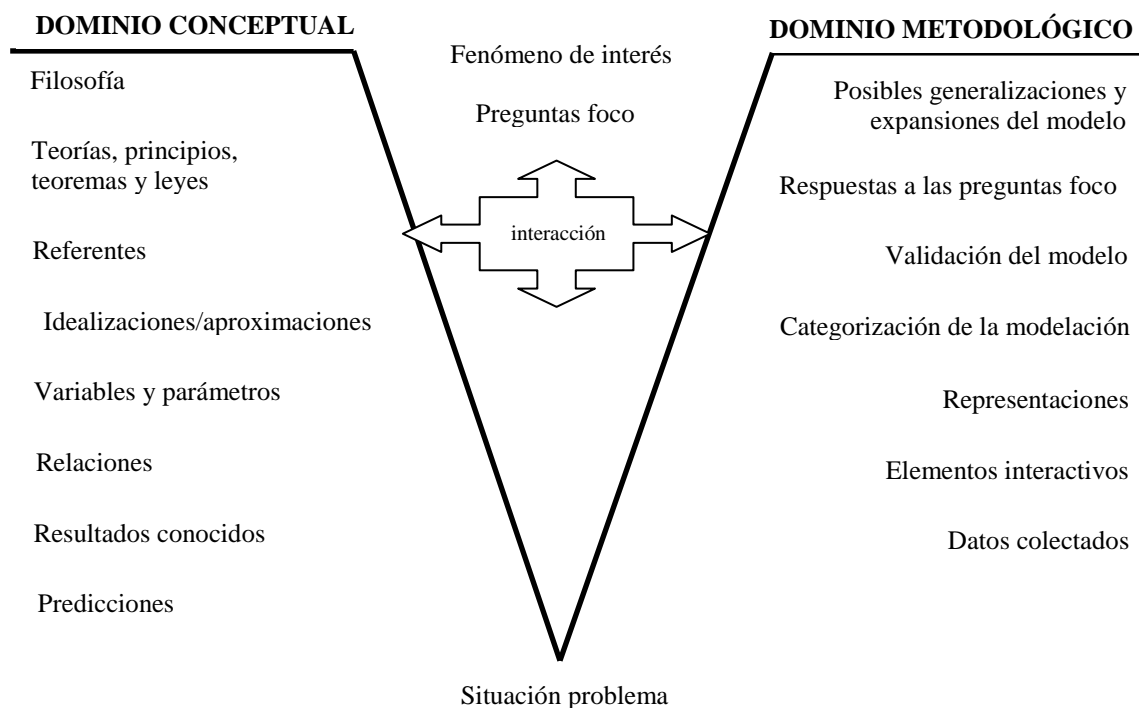 DOMINIO CONCEPTUAL
Filosofía
Teorías, principios,
teoremas y leyes
Referentes
Idealizaciones/aproximaciones
Variables y parámetros
Relaciones
Resultados conocidos
Predicciones
Fenómeno de interés
Preguntas foco
interacción
DOMINIO METODOLÓGICO
Posibles generalizaciones y
expansiones del modelo
Respuestas a las preguntas foco
Validación del modelo
Categorización de la modelación
Representaciones
Elementos interactivos
Datos colectados
Situación problema